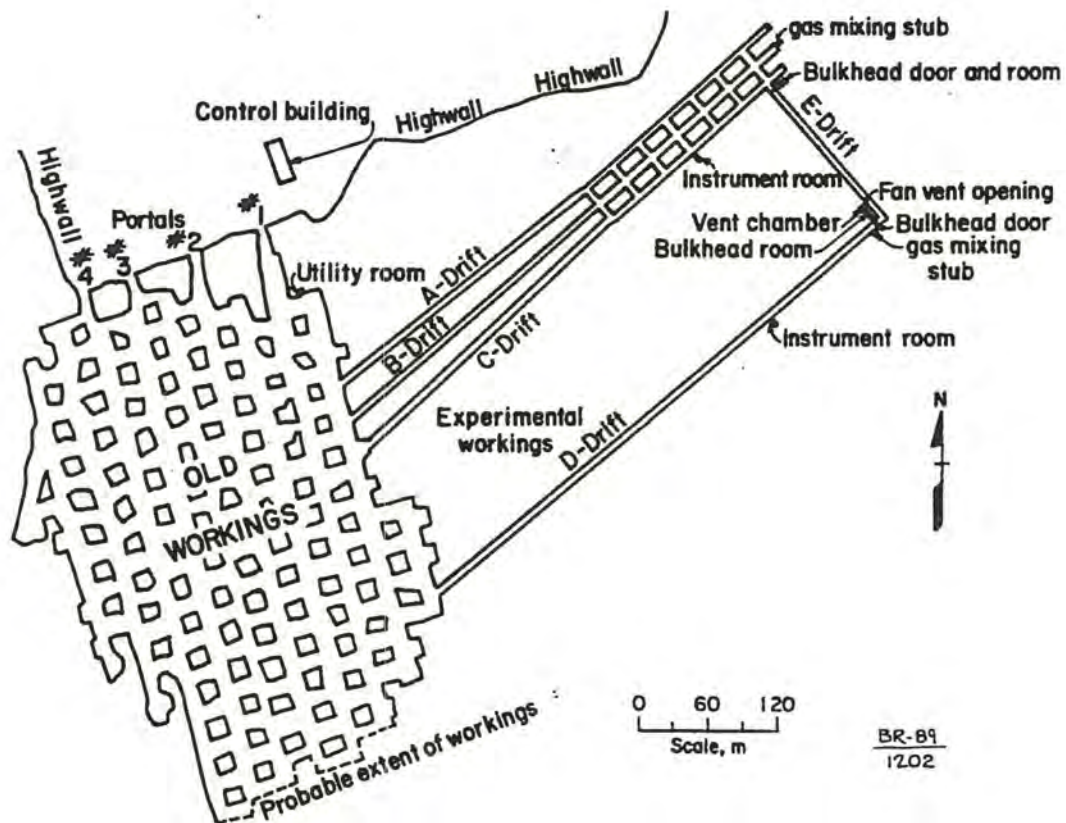 gas mixing stub
Bulkhead door and room
Highwall
Highwall
Control building
Highwall
E-Drift
Instrument room
Fan vent opening
Vent chamber
Bulkhead door
Bulkhead room
gas mixing
stub
Portals
#1
#2
#3
#4
Utility room
A-Drift
B-Drift
C-Drift
Instrument room
Experimental
workings
D-Drift
N
OLD
WORKINGS
Probable extent of workings
0 60 120
Scale, m
BR-89
1202